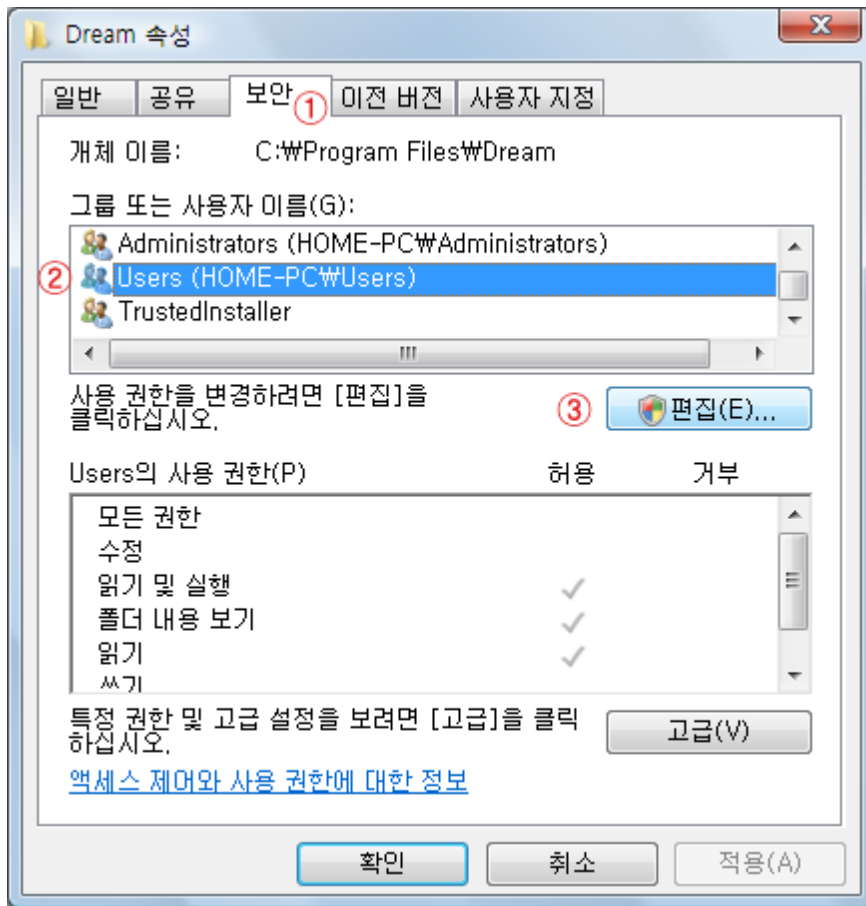 Dream 속성
일반 공유 보안 ① 이전 버전 사용자 지정
개체 이름: C:₩Program Files₩Dream
그룹 또는 사용자 이름(G):
Administrators (HOME-PC₩Administrators)
② Users (HOME-PC₩Users)
TrustedInstaller
사용 권한을 변경하려면 [편집]을
클릭하십시오.
③ 편집(E)...
Users의 사용 권한(P) 허용 거부
모든 권한
수정
읽기 및 실행
폴더 내용 보기
읽기
쓰기
특정 권한 및 고급 설정을 보려면 [고급]을 클릭
하십시오.
고급(V)
액세스 제어와 사용 권한에 대한 정보
확인 취소 적용(A)